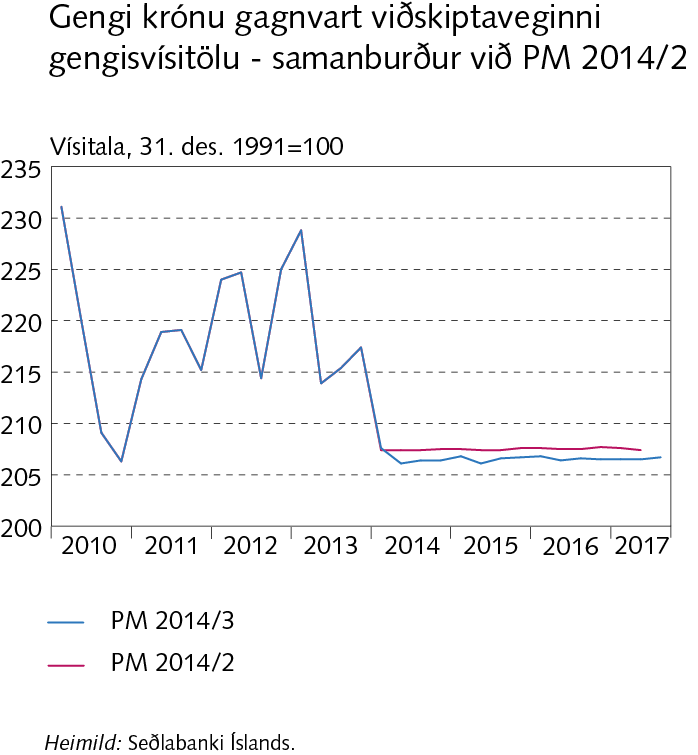 Gengi krónu gagnvart viðskiptaveginni
gengisvísitölu - samanburður við PM 2014/2
Vísitala, 31. des. 1991=100
235
230
225
220
215
210
205
200
2010 2011 2012 2013 2014 2015 2016 2017
PM 2014/3
PM 2014/2
Heimild: Seðlabanki Íslands.